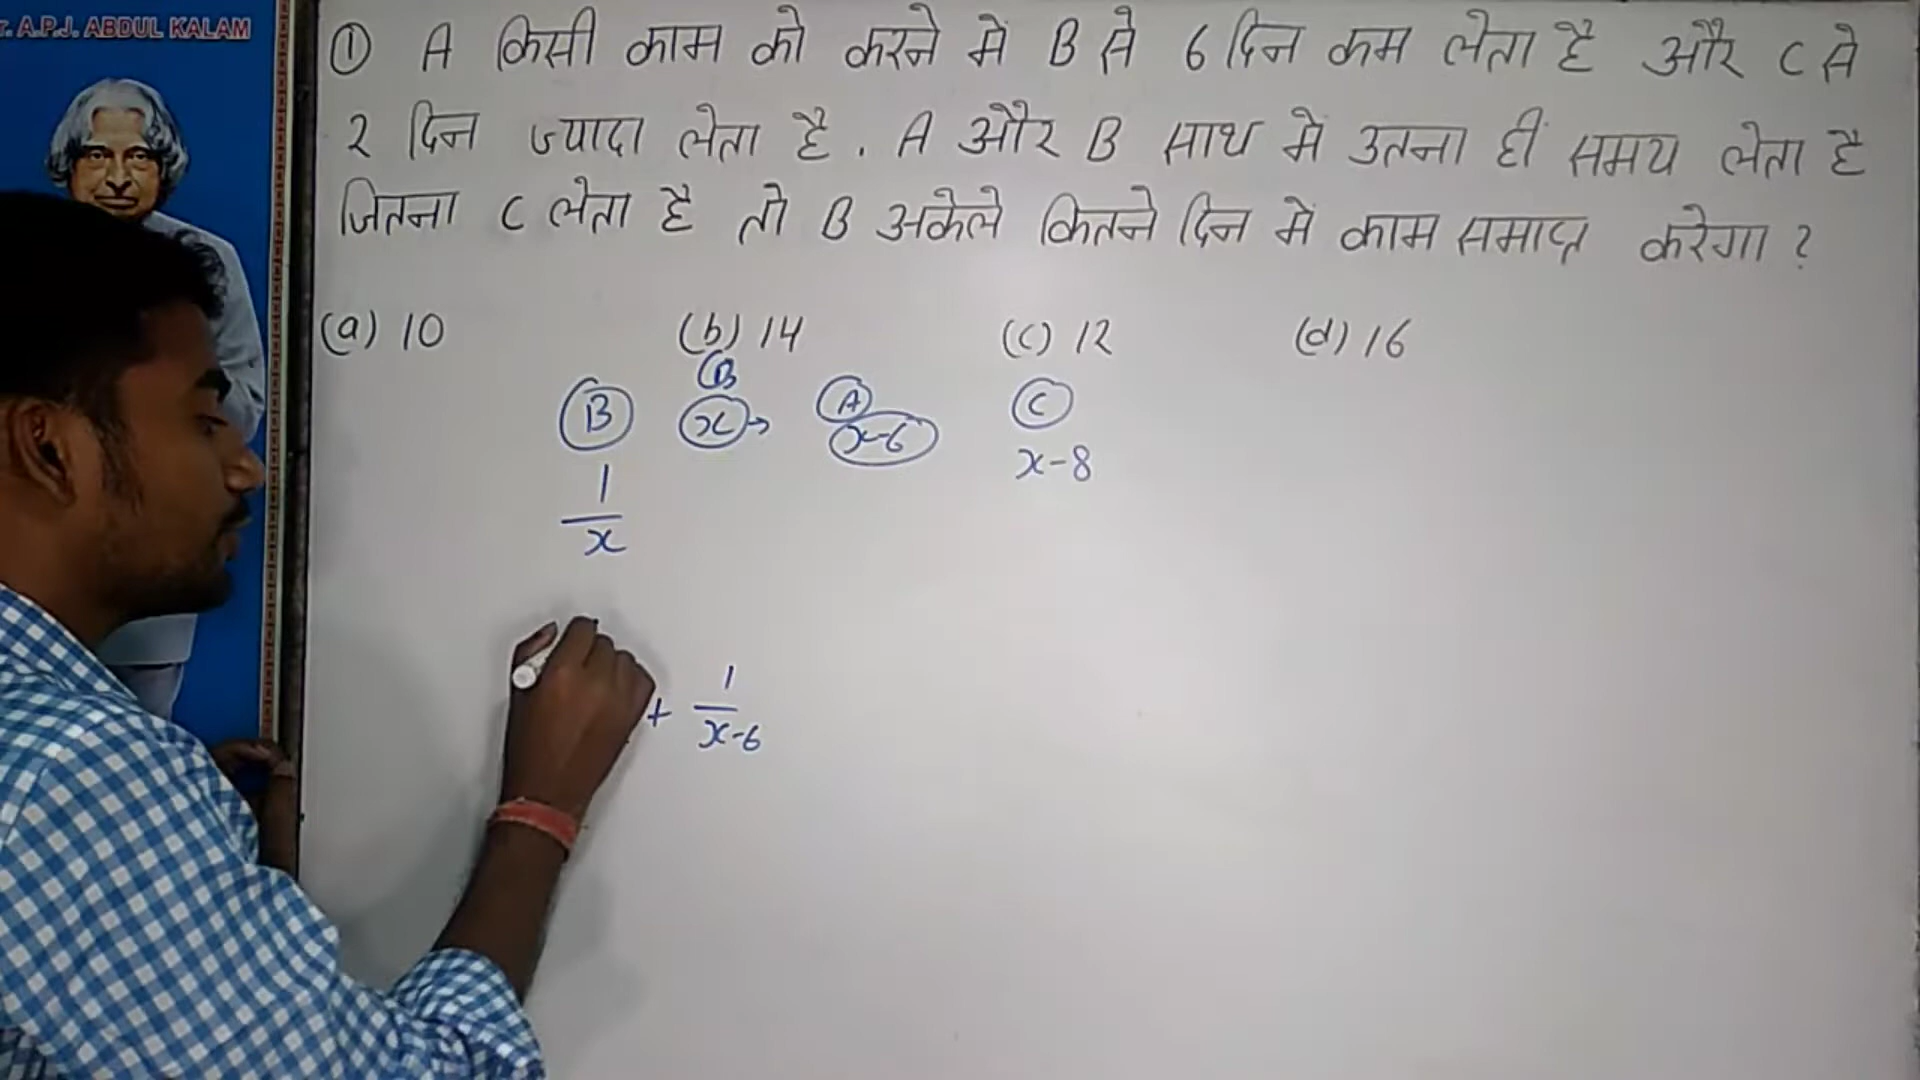 r. A.P.J. ABDUL KALAM
① A किसी काम को करने में B से 6 दिन कम लेता है और C से
2 दिन ज्यादा लेता है. A और B साथ में उतना ही समय लेता है
जितना C लेता है तो B अकेले कितने दिन में काम समाप्त करेगा ?
(a) 10 (b) 14 (c) 12 (d) 16
B B A C
x → x-6 x-8
1/x
+ 1/x-6